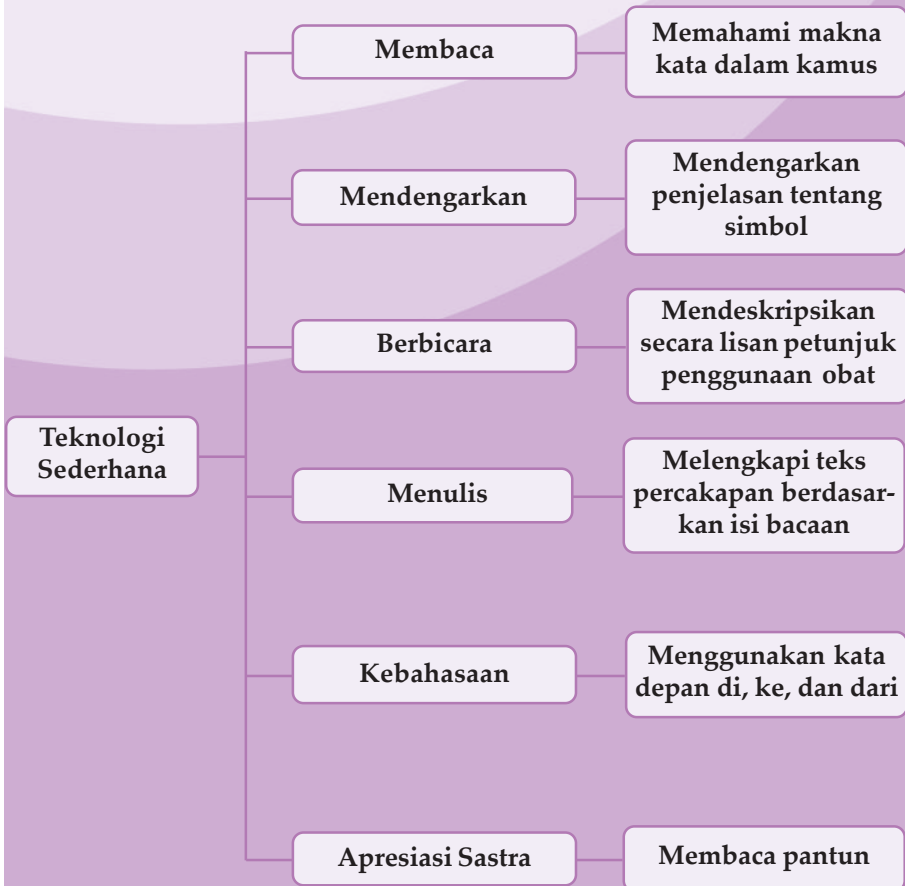 Membaca
Memahami makna
kata dalam kamus
Mendengarkan
Mendengarkan
penjelasan tentang
simbol
Berbicara
Mendeskripsikan
secara lisan petunjuk
penggunaan obat
Teknologi
Sederhana
Menulis
Melengkapi teks
percakapan berdasar-
kan isi bacaan
Kebahasaan
Menggunakan kata
depan di, ke, dan dari
Apresiasi Sastra
Membaca pantun